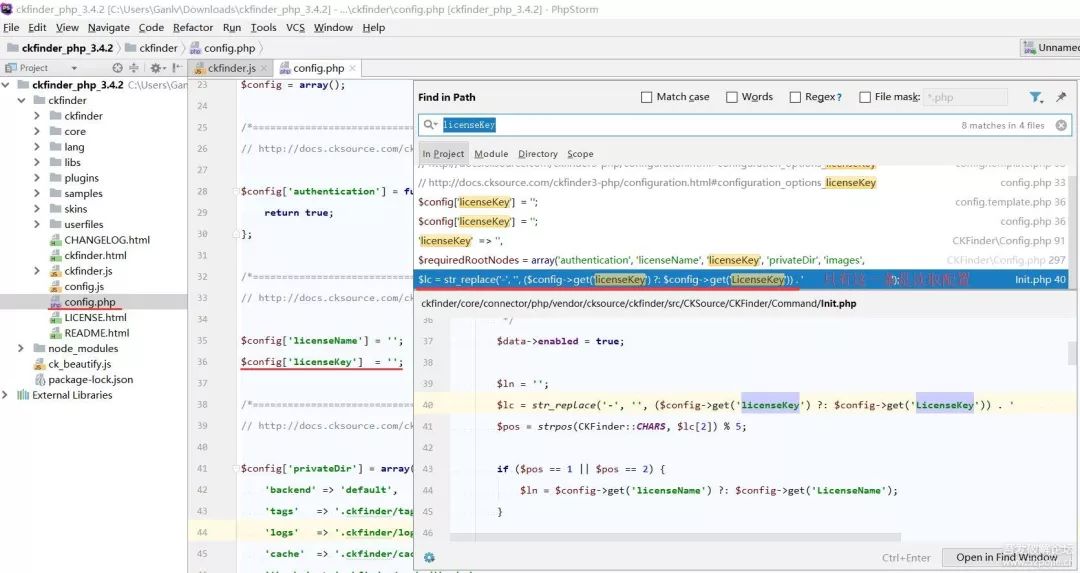 ckfinder_php_3.4.2 [C:\Users\Ganlv\Downloads\ckfinder_php_3.4.2] - ...\ckfinder\config.php [ckfinder_php_3.4.2] - PhpStorm
File Edit View Navigate Code Refactor Run Tools VCS Window Help
ckfinder_php_3.4.2 ckfinder config.php Unnamed
Project
ckfinder.js config.php
ckfinder_php_3.4.2 C:\Users\Ganlv
ckfinder
ckfinder
core
lang
libs
plugins
samples
skins
userfiles
CHANGELOG.html
ckfinder.html
ckfinder.js
config.js
config.php
LICENSE.html
README.html
node_modules
ck_beautify.js
package-lock.json
External Libraries
23 $config = array();
24
25 /*=====================
26 // http://docs.cksource.com/ck
27
28 $config['authentication'] = fu
29 return true;
30 };
31
32 /*=====================
33 // http://docs.cksource.com/ck
34
35 $config['licenseName'] = '';
36 $config['licenseKey'] = '';
37
38 /*=====================
39 // http://docs.cksource.com/ck
40
41 $config['privateDir'] = array(
42 'backend' => 'default',
43 'tags' => '.ckfinder/tag
44 'logs' => '.ckfinder/log
45 'cache' => '.ckfinder/cac
Find in Path Match case Words Regex? File mask: *.php
licenseKey 8 matches in 4 files
In Project Module Directory Scope
// http://docs.cksource.com/ckfinder3-php/configuration.html#configuration_options_licenseKey config.php 33
$config['licenseKey'] = ''; config.template.php 36
$config['licenseKey'] = ''; config.php 36
'licenseKey' => '', CKFinder\Config.php 91
$requiredRootNodes = array('authentication', 'licenseName', 'licenseKey', 'privateDir', 'images', CKFinder\Config.php 297
$lc = str_replace('-', '', ($config->get('licenseKey') ?: $config->get('LicenseKey')) . ' 只有这一个是读取配置 Init.php 40
ckfinder/core/connector/php/vendor/cksource/ckfinder/src/CKSource/CKFinder/Command/Init.php
36 */
37 $data->enabled = true;
38
39 $ln = '';
40 $lc = str_replace('-', '', ($config->get('licenseKey') ?: $config->get('LicenseKey')) . '
41 $pos = strpos(CKFinder::CHARS, $lc[2]) % 5;
42
43 if ($pos == 1 || $pos == 2) {
44 $ln = $config->get('licenseName') ?: $config->get('LicenseName');
45 }
46
Ctrl+Enter Open in Find Window